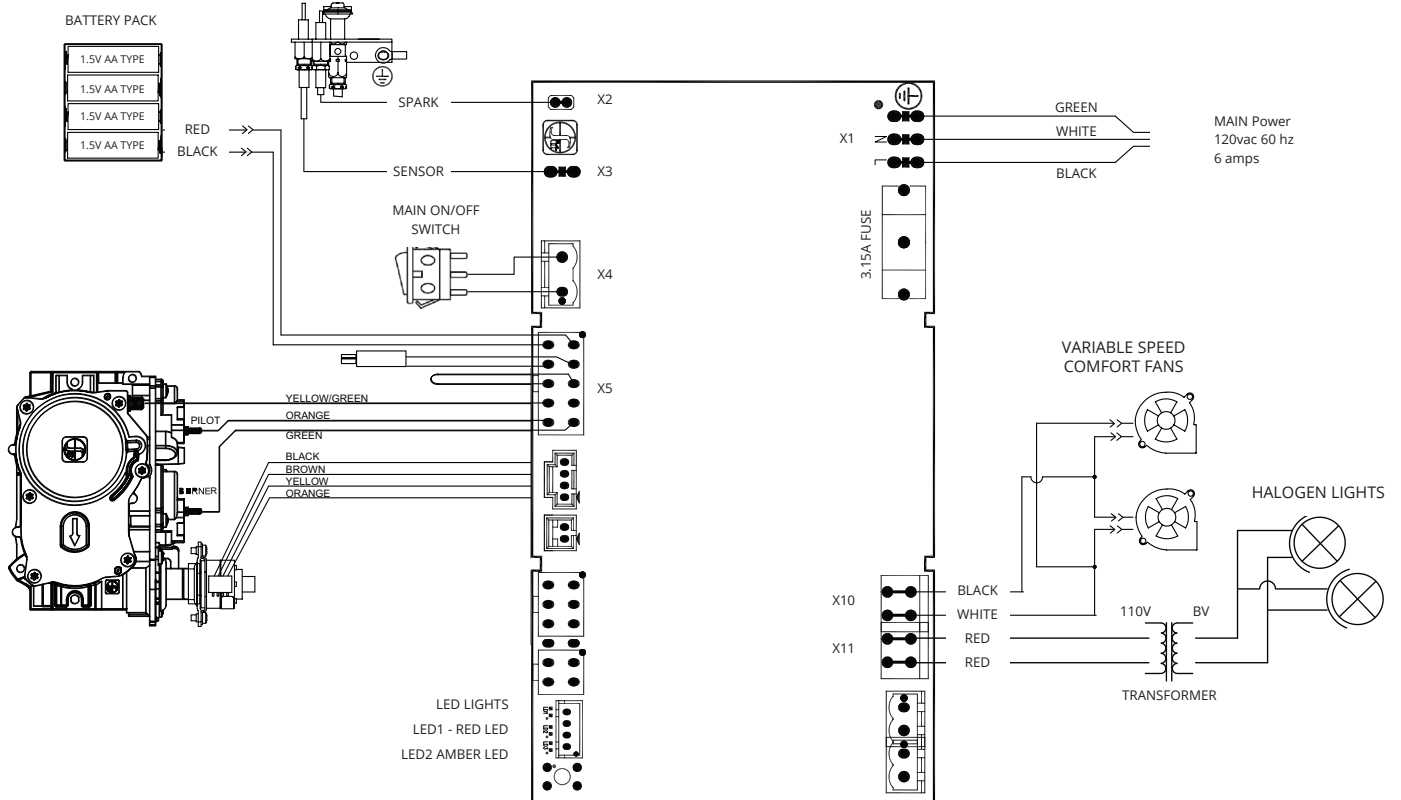 BATTERY PACK
1.5V AA TYPE
1.5V AA TYPE
1.5V AA TYPE
1.5V AA TYPE
RED
BLACK
SPARK
X2
SENSOR
X3
MAIN ON/OFF
SWITCH
X4
X5
YELLOW/GREEN
ORANGE
PILOT
GREEN
BLACK
BROWN
YELLOW
ORANGE
LED LIGHTS
LED1 - RED LED
LED2 AMBER LED
X1
N
L
GREEN
WHITE
BLACK
MAIN Power
120vac 60 hz
6 amps
3.15A FUSE
VARIABLE SPEED
COMFORT FANS
HALOGEN LIGHTS
X10
BLACK
WHITE
X11
RED
RED
110V
BV
TRANSFORMER